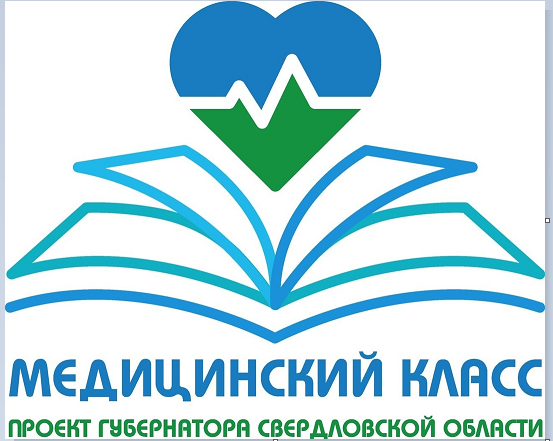 МЕДИЦИНСКИЙ КЛАСС
ПРОЕКТ ГУБЕРНАТОРА СВЕРДЛОВСКОЙ ОБЛАСТИ